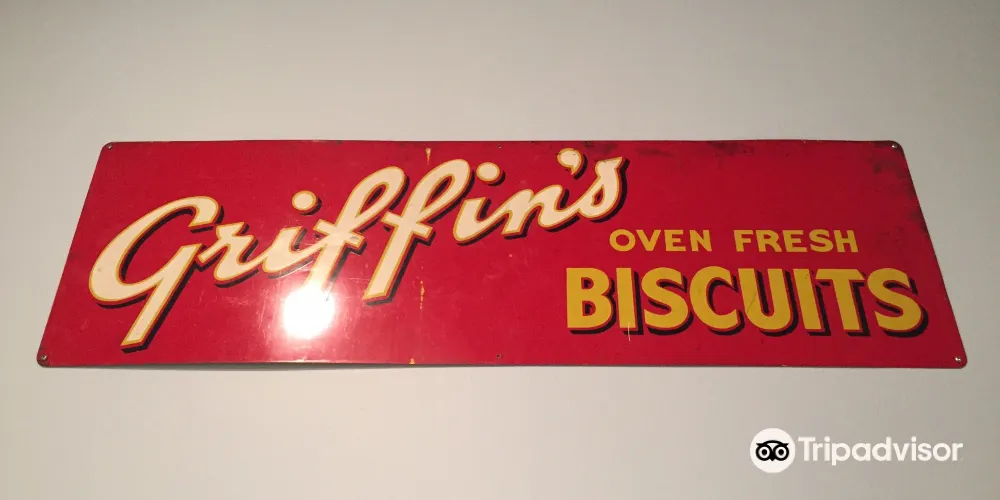 Griffin's
OVEN FRESH
BISCUITS
Tripadvisor